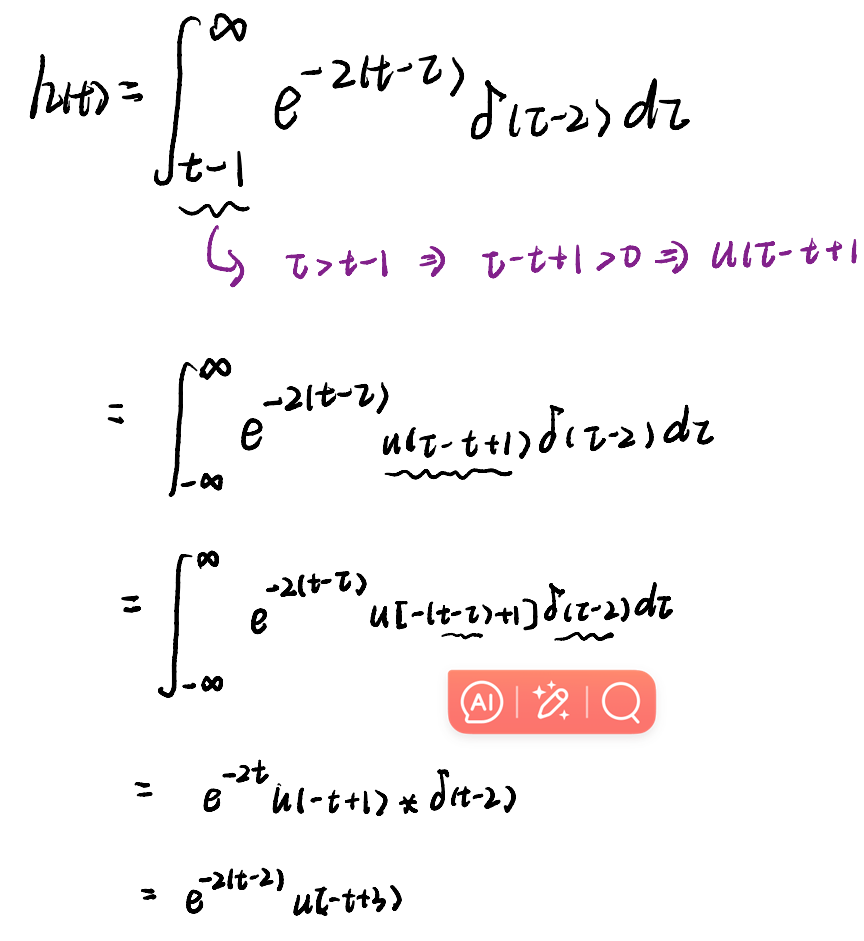 h(t) = ∫_{t-1}^{∞} e^{-2(t-τ)} δ(τ-2) dτ
↳ τ>t-1 ⇒ τ-t+1>0 ⇒ u(τ-t+1
= ∫_{-∞}^{∞} e^{-2(t-τ)} u(τ-t+1) δ(τ-2) dτ
= ∫_{-∞}^{∞} e^{-2(t-τ)} u[-(t-τ)+1] δ(τ-2) dτ
AI
= e^{-2t} u(-t+1) * δ(t-2)
= e^{-2(t-2)} u(-t+3)